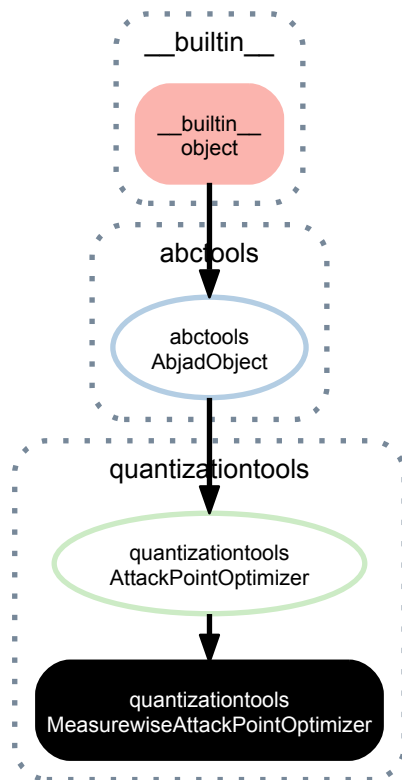 __builtin__
__builtin__
object
abctools
abctools
AbjadObject
quantizationtools
quantizationtools
AttackPointOptimizer
quantizationtools
MeasurewiseAttackPointOptimizer